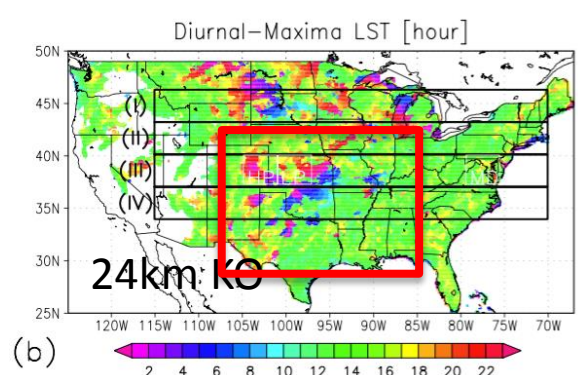 Diurnal-Maxima LST [hour]
50N
45N
(I)
(II)
40N
(III)
(IV)
35N
30N
24km KO
25N
120W 115W 110W 105W 100W 95W 90W 85W 80W 75W 70W
(b)
2 4 6 8 10 12 14 16 18 20 22